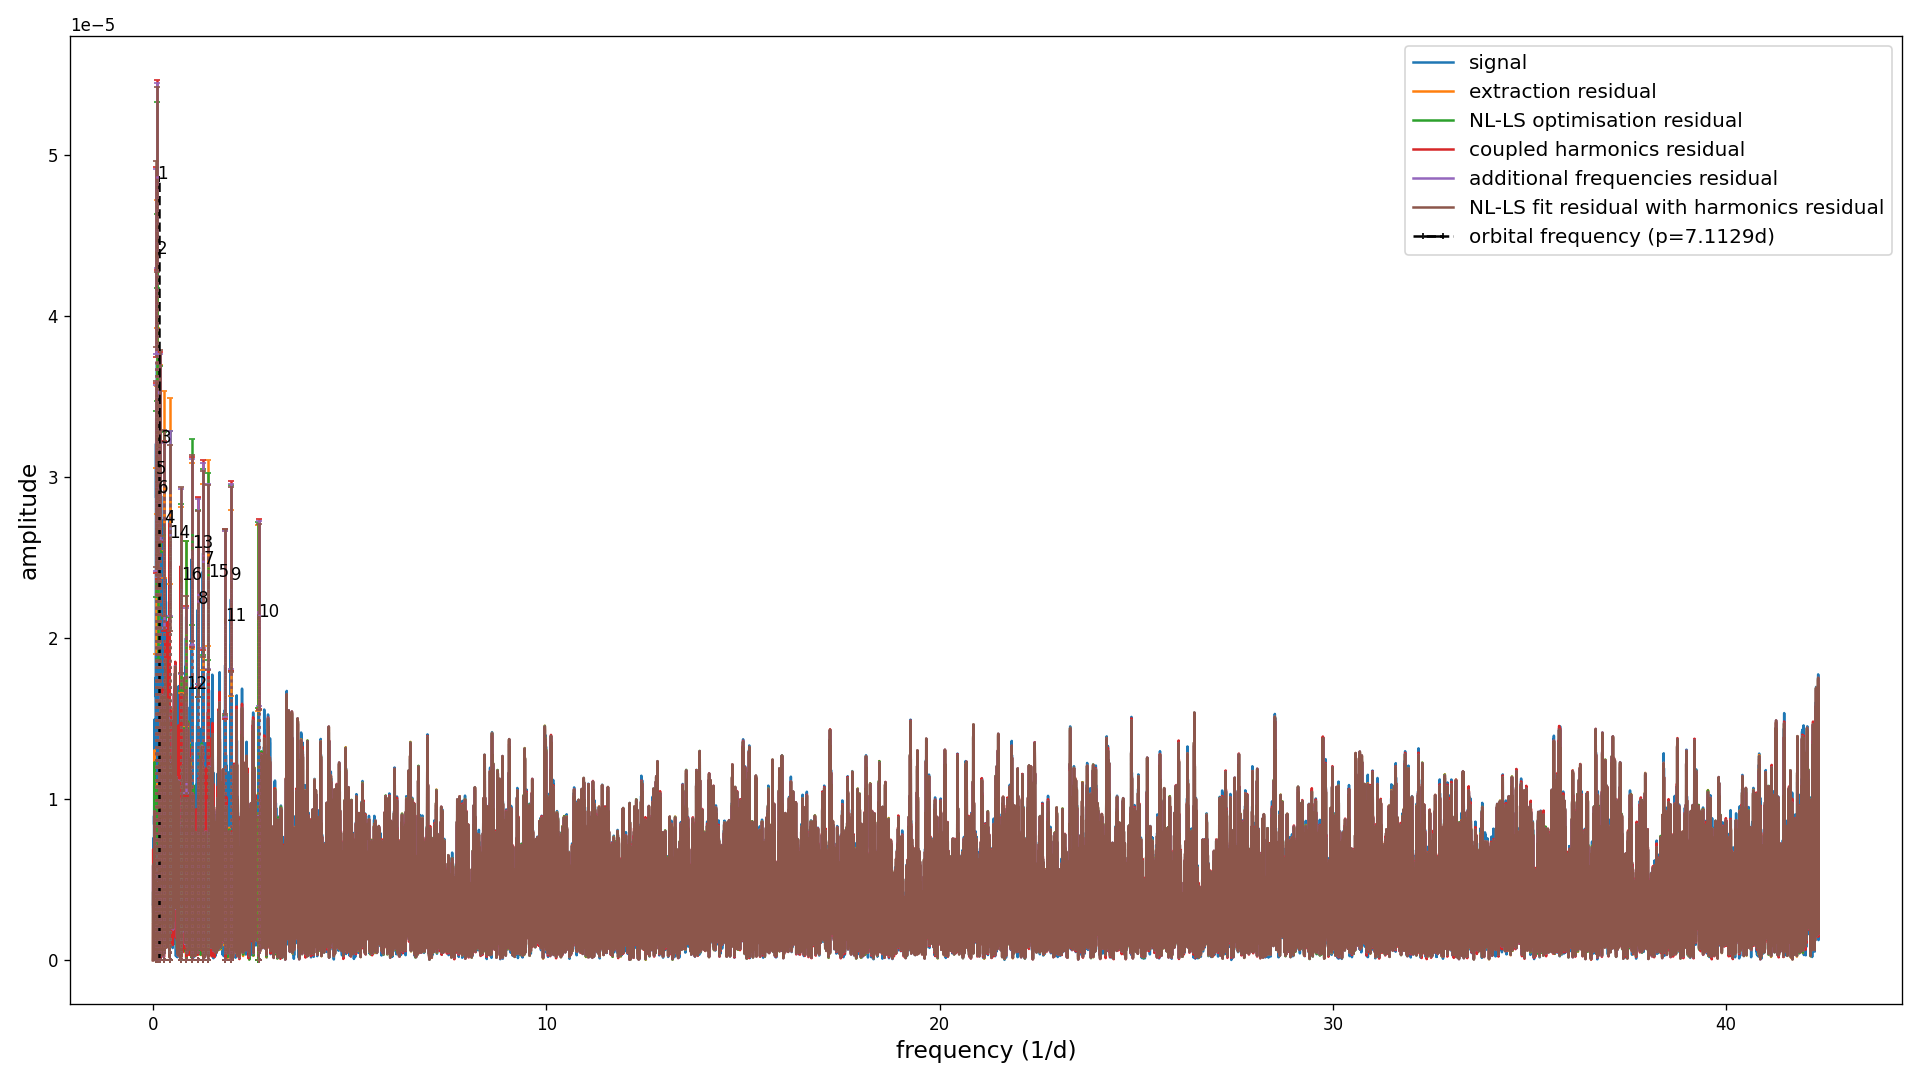 1e−5
signal
extraction residual
NL-LS optimisation residual
coupled harmonics residual
additional frequencies residual
NL-LS fit residual with harmonics residual
orbital frequency (p=7.1129d)
5
4
3
2
1
0
amplitude
1
2
3
5
6
4
14
13
7
15
16
9
8
11
10
12
0
10
20
30
40
frequency (1/d)